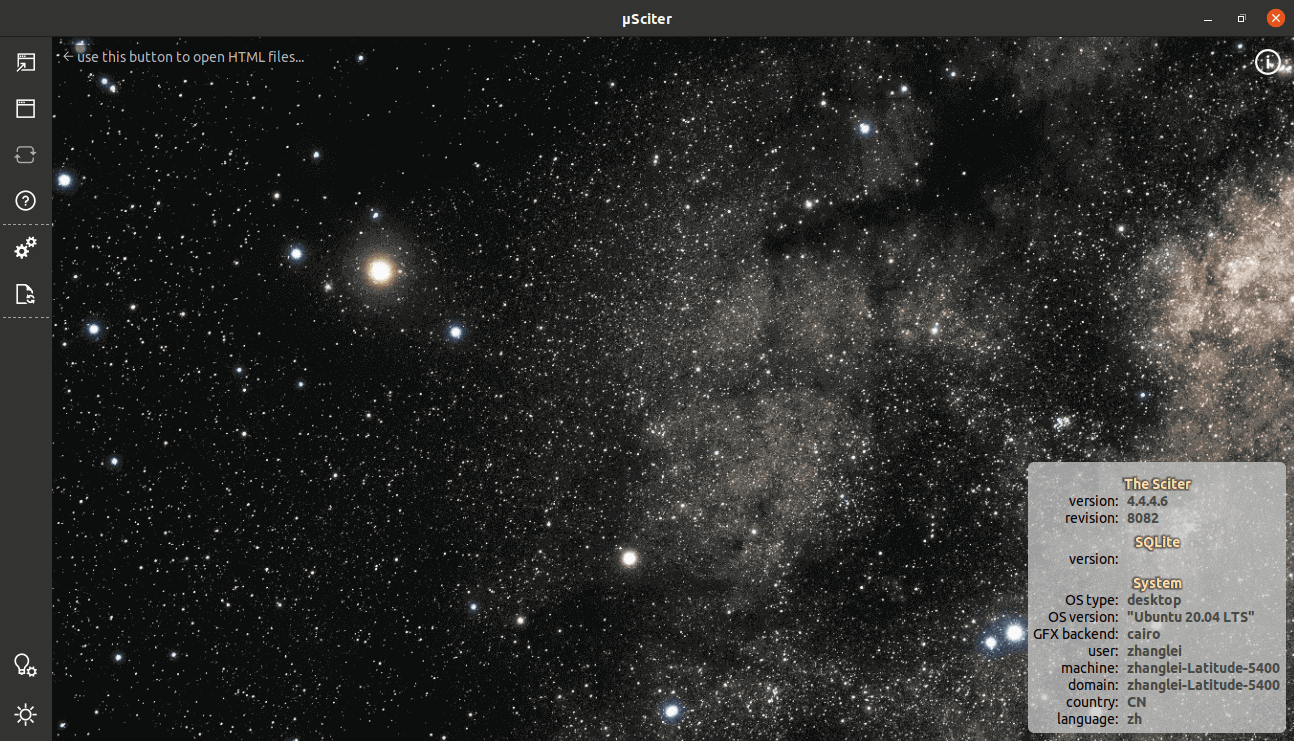 μSciter
← use this button to open HTML files...
The Sciter
version: 4.4.4.6
revision: 8082
SQLite
version:
System
OS type: desktop
OS version: "Ubuntu 20.04 LTS"
GFX backend: cairo
user: zhanglei
machine: zhanglei-Latitude-5400
domain: zhanglei-Latitude-5400
country: CN
language: zh